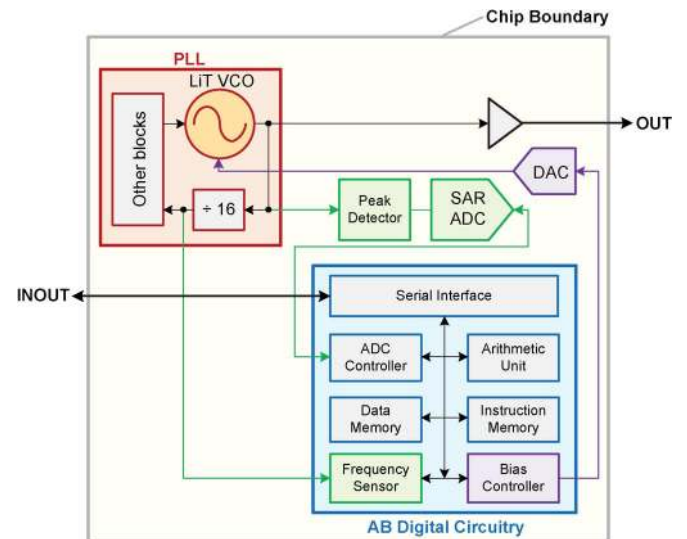 Chip Boundary
PLL
LiT VCO
Other blocks
÷ 16
OUT
DAC
Peak
Detector
SAR
ADC
INOUT
Serial Interface
ADC
Controller
Arithmetic
Unit
Data
Memory
Instruction
Memory
Frequency
Sensor
Bias
Controller
AB Digital Circuitry